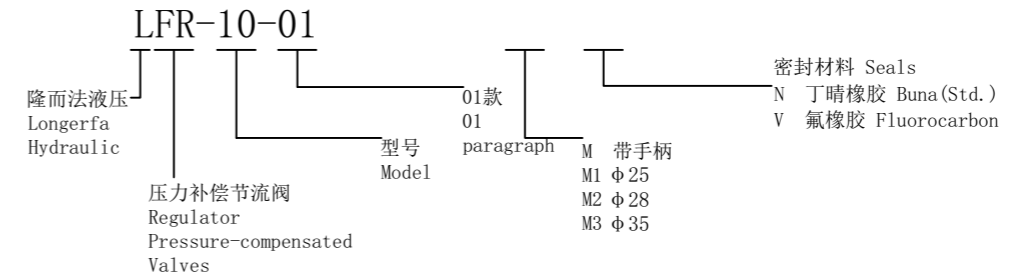 LFR-10-01
隆而法液压
Longerfa
Hydraulic
压力补偿节流阀
Regulator
Pressure-compensated
Valves
型号
Model
01款
01
paragraph
M 带手柄
M1 φ25
M2 φ28
M3 φ35
密封材料 Seals
N 丁晴橡胶 Buna(Std.)
V 氟橡胶 Fluorocarbon